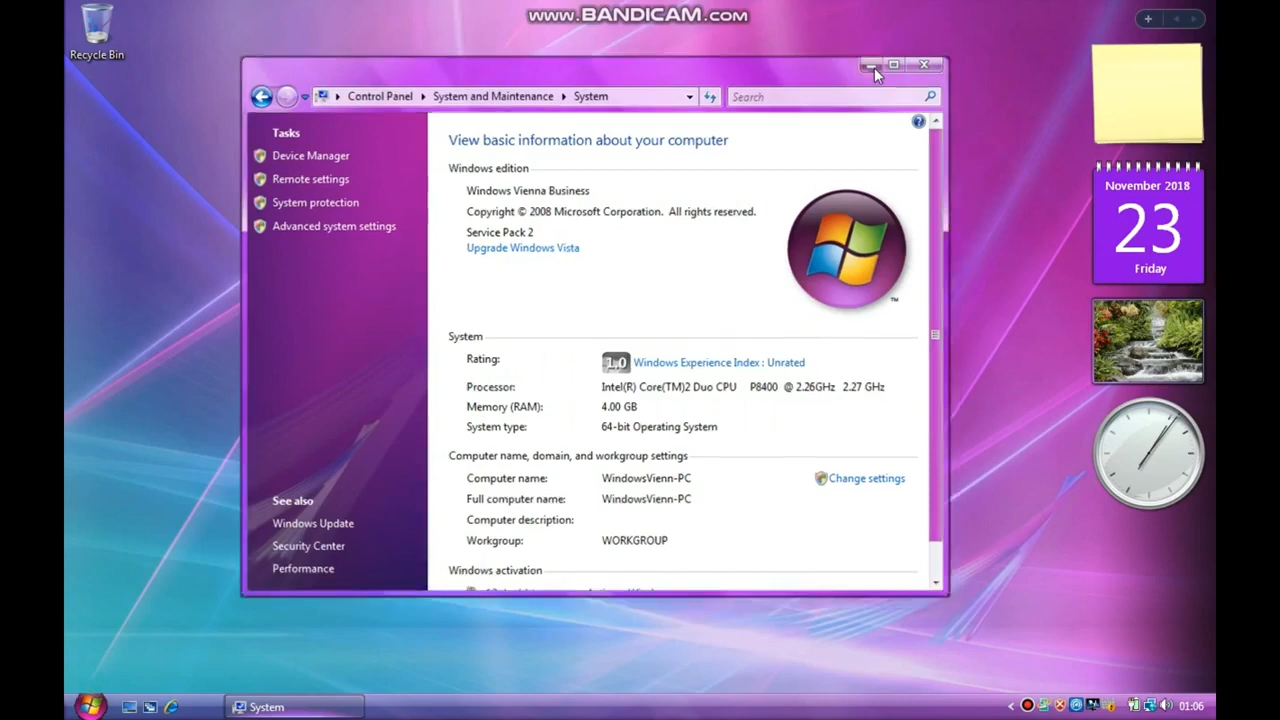 www.BANDICAM.com
Recycle Bin
Control Panel
System and Maintenance
System
Search
Tasks
Device Manager
Remote settings
System protection
Advanced system settings
See also
Windows Update
Security Center
Performance
View basic information about your computer
Windows edition
Windows Vienna Business
Copyright © 2008 Microsoft Corporation. All rights reserved.
Service Pack 2
Upgrade Windows Vista
TM
System
Rating: 1.0 Windows Experience Index : Unrated
Processor: Intel(R) Core(TM)2 Duo CPU P8400 @ 2.26GHz 2.27 GHz
Memory (RAM): 4.00 GB
System type: 64-bit Operating System
Computer name, domain, and workgroup settings
Computer name: WindowsVienn-PC
Change settings
Full computer name: WindowsVienn-PC
Computer description:
Workgroup: WORKGROUP
Windows activation
November 2018
23
Friday
System
01:06